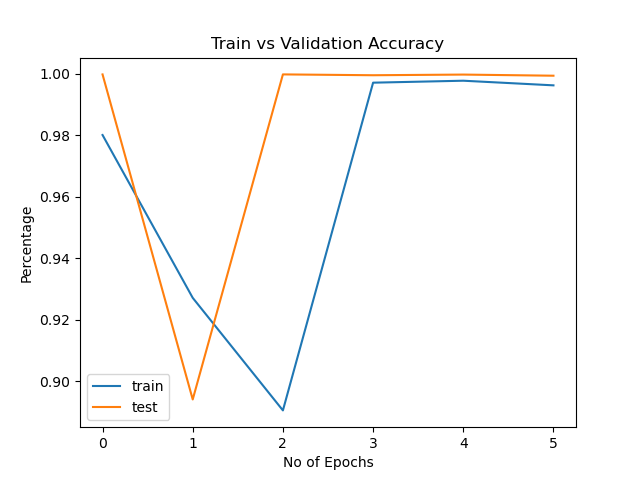 Train vs Validation Accuracy
1.00
0.98
0.96
0.94
0.92
0.90
Percentage
train
test
0 1 2 3 4 5
No of Epochs